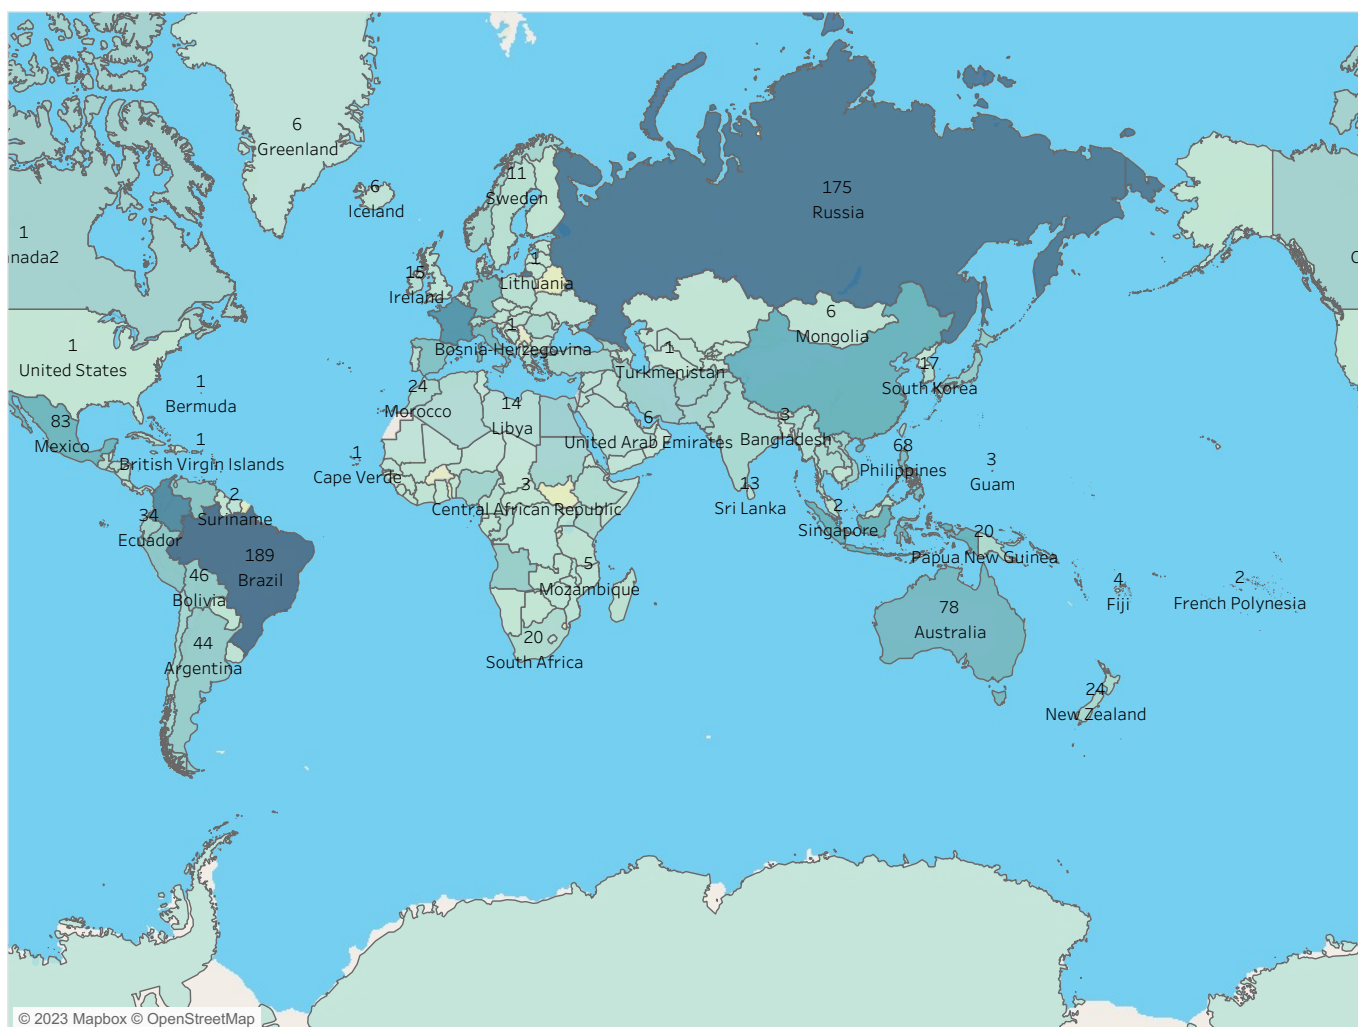 6
Greenland
11
Sweden
175
Russia
6
Iceland
1
nada2
C
1
Lithuania
15
Ireland
6
Mongolia
1
Bosnia-Herzegovina
1
United States
1
Turkmenistan
17
South Korea
1
Bermuda
24
Morocco
14
Libya
83
Mexico
6
United Arab Emirates
3
Bangladesh
1
British Virgin Islands
1
Cape Verde
68
Philippines
3
Guam
2
Suriname
3
Central African Republic
13
Sri Lanka
2
Singapore
34
Ecuador
20
Papua New Guinea
189
Brazil
46
Bolivia
5
Mozambique
4
Fiji
2
French Polynesia
78
Australia
44
Argentina
20
South Africa
24
New Zealand
© 2023 Mapbox © OpenStreetMap